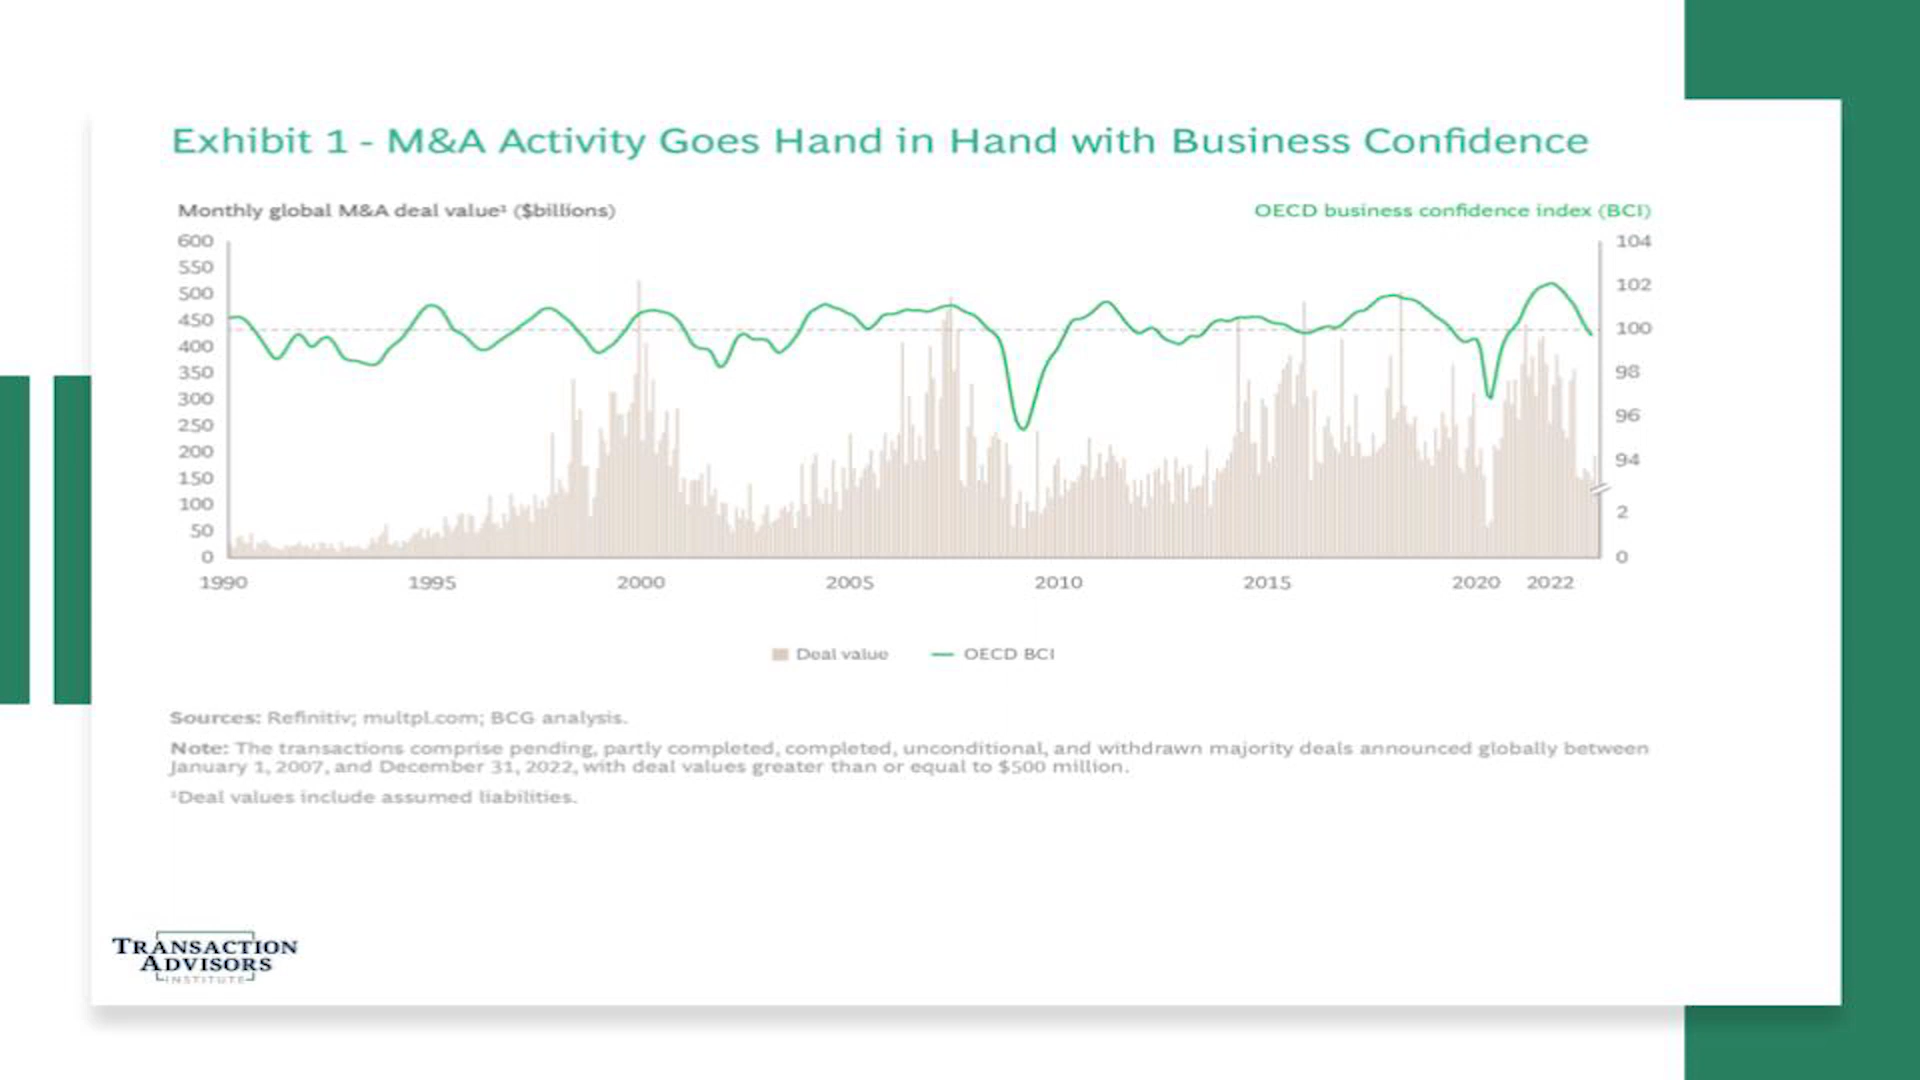 Exhibit 1 - M&A Activity Goes Hand in Hand with Business Confidence
Monthly global M&A deal value¹ ($billions)
OECD business confidence index (BCI)
600
550
500
450
400
350
300
250
200
150
100
50
0
104
102
100
98
96
94
2
0
1990 1995 2000 2005 2010 2015 2020 2022
Deal value OECD BCI
Sources: Refinitiv; multpl.com; BCG analysis.
Note: The transactions comprise pending, partly completed, completed, unconditional, and withdrawn majority deals announced globally between
January 1, 2007, and December 31, 2022, with deal values greater than or equal to $500 million.
¹Deal values include assumed liabilities.
TRANSACTION
ADVISORS
INSTITUTE